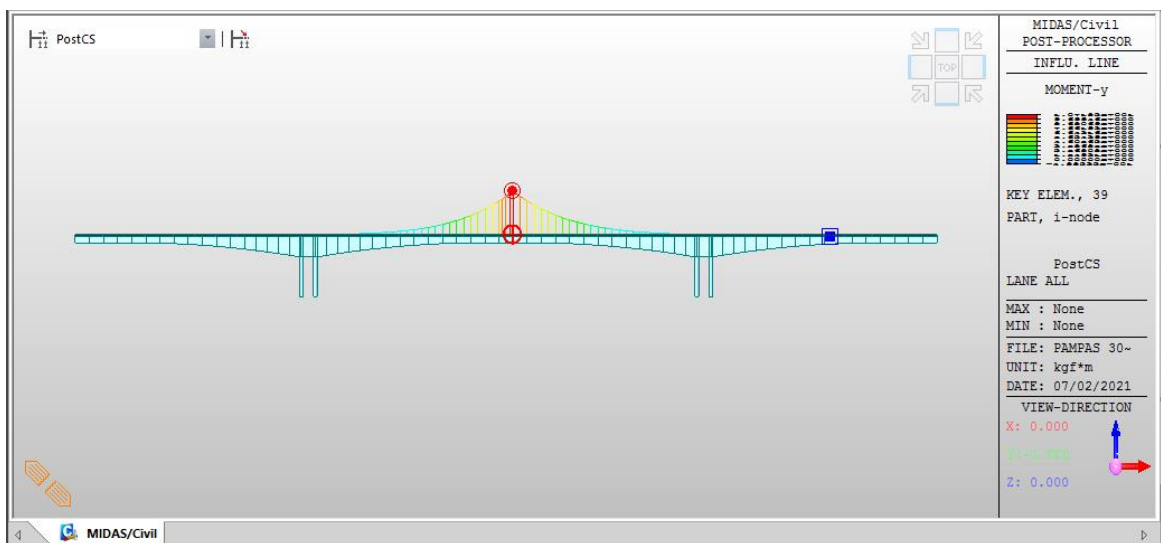 PostCS
TOP
MIDAS/Civil
POST-PROCESSOR
INFLU. LINE
MOMENT-y
KEY ELEM., 39
PART, i-node
PostCS
LANE ALL
MAX : None
MIN : None
FILE: PAMPAS 30~
UNIT: kgf*m
DATE: 07/02/2021
VIEW-DIRECTION
X: 0.000
Z: 0.000
MIDAS/Civil